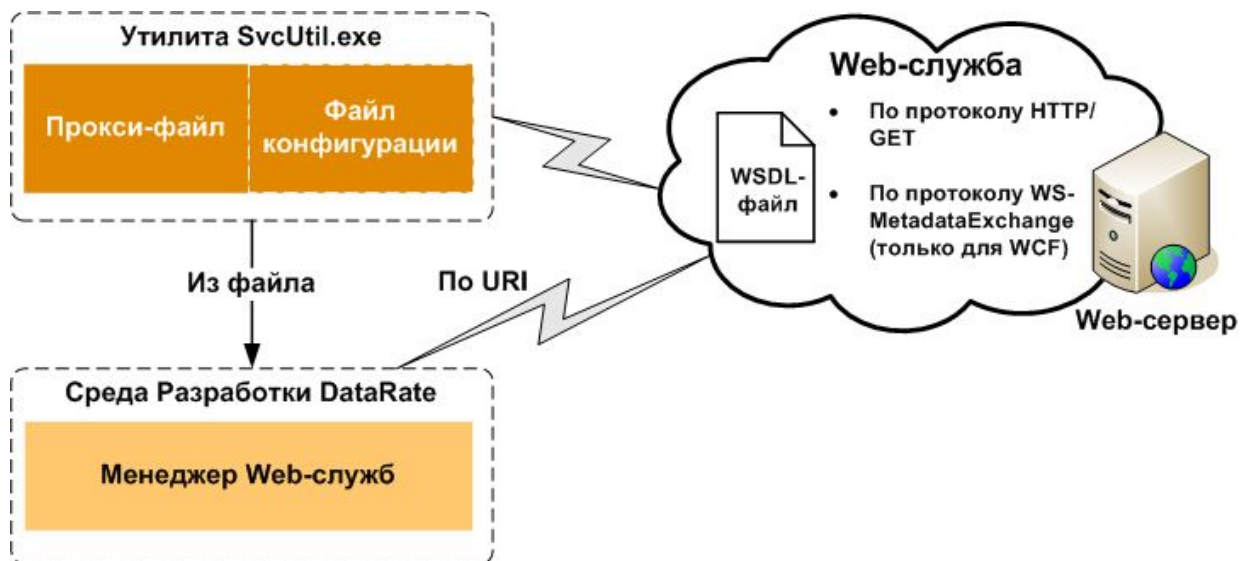 Утилита SvcUtil.exe
Прокси-файл
Файл
конфигурации
Web-служба
WSDL-
файл
• По протоколу HTTP/
GET
• По протоколу WS-
MetadataExchange
(только для WCF)
Web-сервер
Из файла
По URI
Среда Разработки DataRate
Менеджер Web-служб